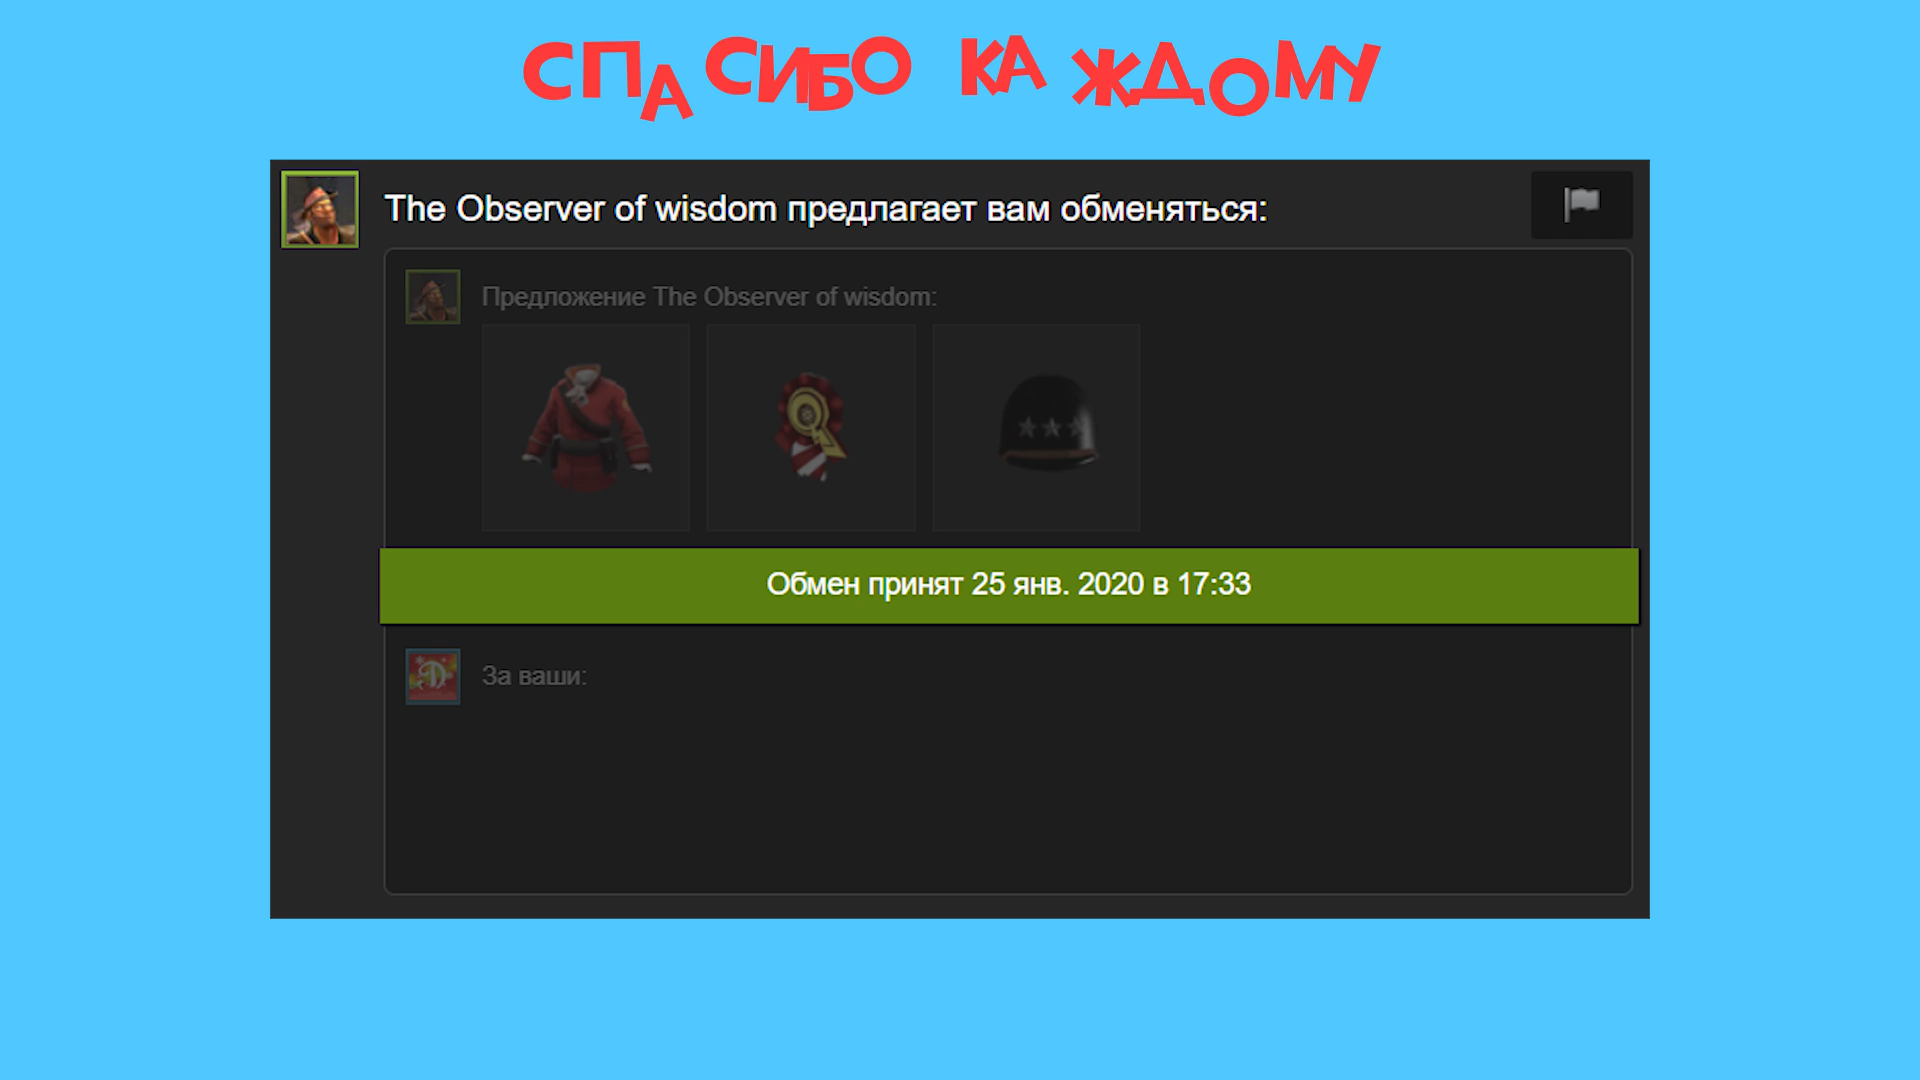 СПАСИБО КАЖДОМУ
The Observer of wisdom предлагает вам обменяться:
Предложение The Observer of wisdom:
Обмен принят 25 янв. 2020 в 17:33
За ваши: